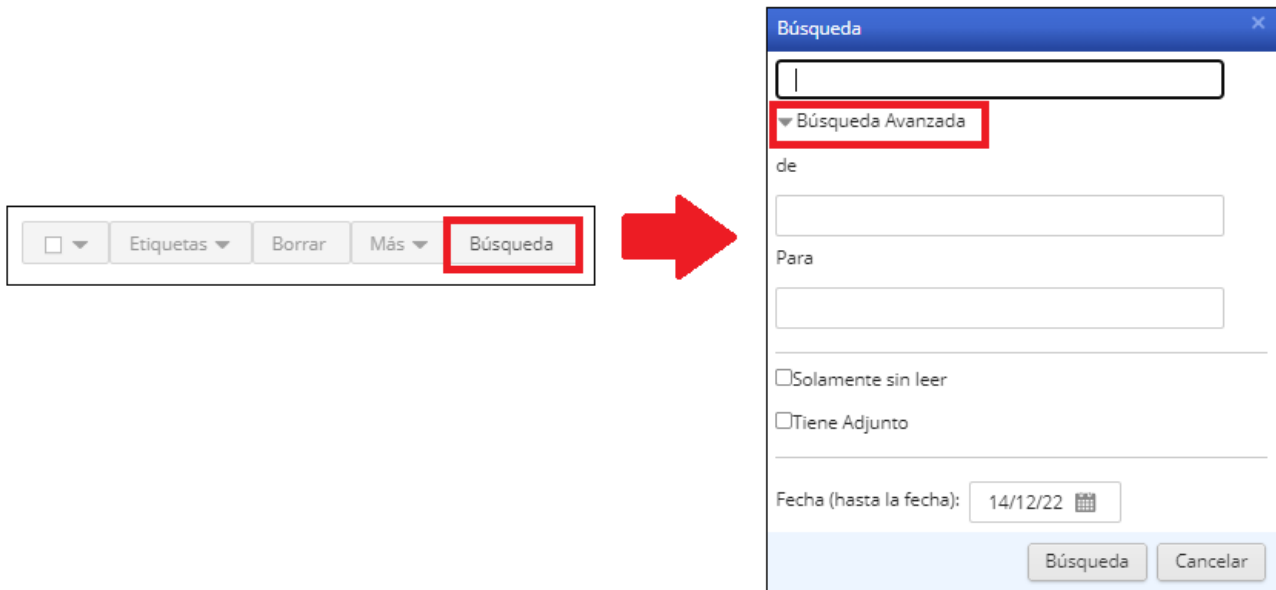 Etiquetas Borrar Más Búsqueda
Búsqueda
Búsqueda Avanzada
de
Para
Solamente sin leer
Tiene Adjunto
Fecha (hasta la fecha): 14/12/22
Búsqueda Cancelar